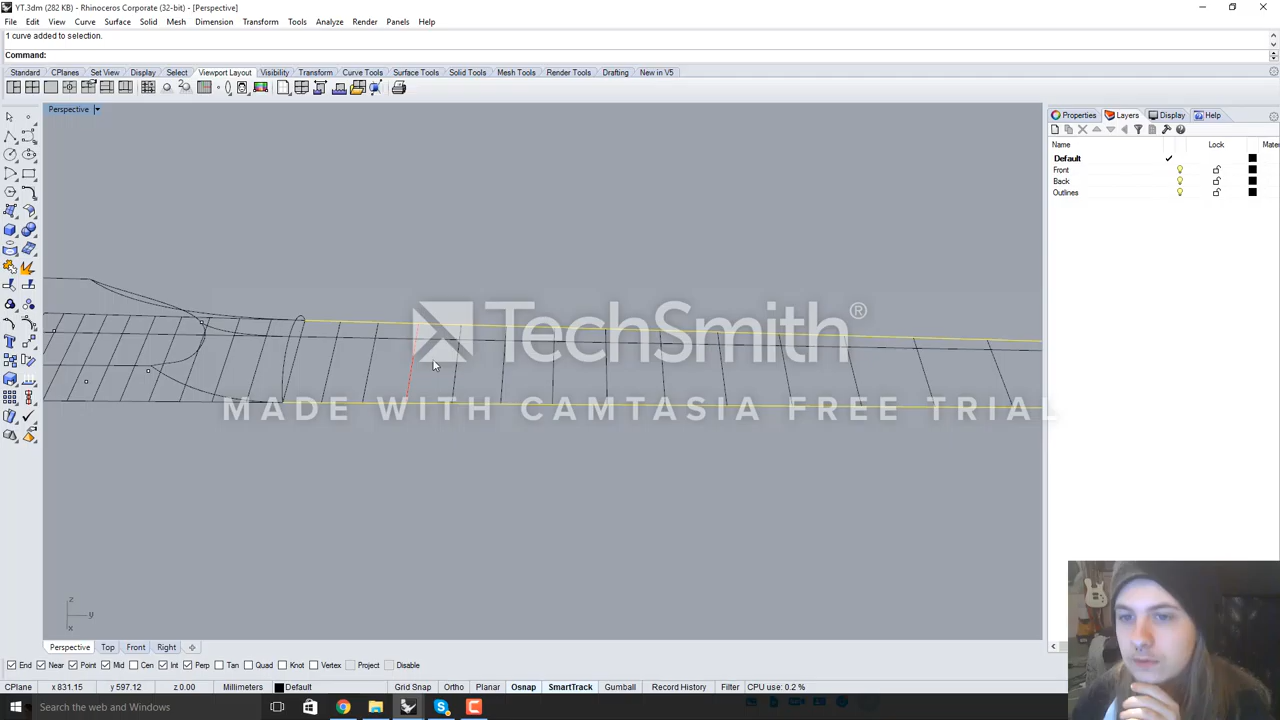 YT.3dm (282 KB) - Rhinoceros Corporate (32-bit) - [Perspective]
File Edit View Curve Surface Solid Mesh Dimension Transform Tools Analyze Render Panels Help
1 curve added to selection.
Command:
Standard CPlanes Set View Display Select Viewport Layout Visibility Transform Curve Tools Surface Tools Solid Tools Mesh Tools Render Tools Drafting New in V5
Perspective
Properties Layers Display Help
Name Lock Mate
Default
Front
Back
Outlines
TechSmith®
MADE WITH CAMTASIA FREE TRIAL
z
y
x
Perspective Top Front Right
End Near Point Mid Cen Int Perp Tan Quad Knot Vertex Project Disable
CPlane x 831.15 y 597.12 z 0.00 Millimeters Default Grid Snap Ortho Planar Osnap SmartTrack Gumball Record History Filter CPU use: 0.2 %
Search the web and Windows